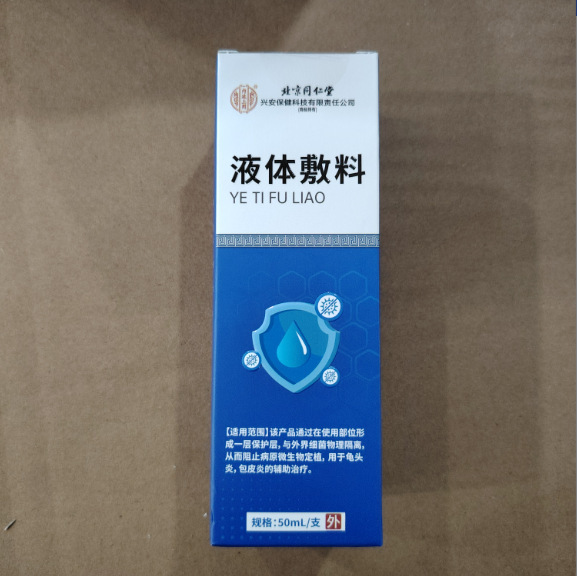 北京同仁堂
兴安保健科技有限责任公司
液体敷料
YE TI FU LIAO
【适用范围】该产品通过在使用部位形
成一层保护层，与外界细菌物理隔离，
从而阻止病原微生物定植，用于龟头
炎，包皮炎的辅助治疗。
规格：50mL/支 外